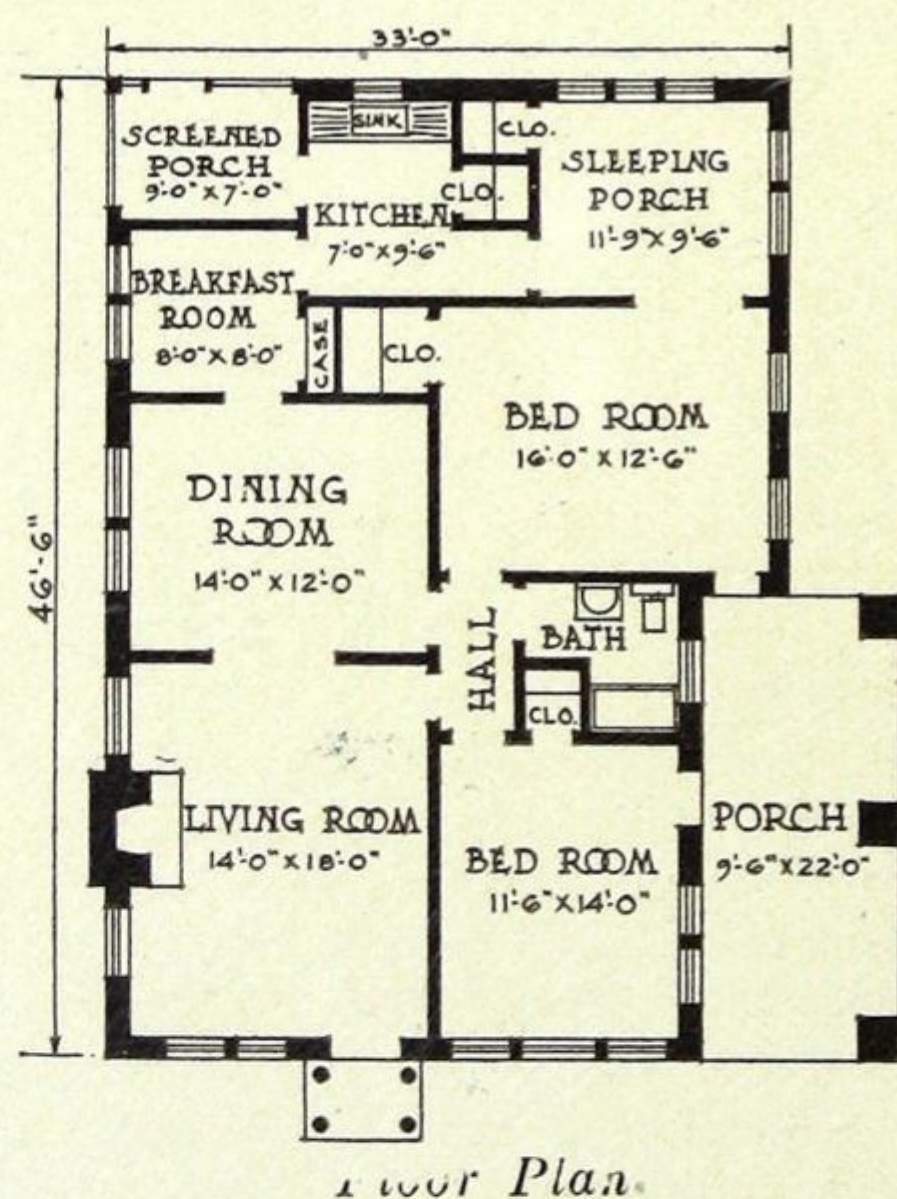 33'-0"
SCREENED
PORCH
9'-0" X 7'-0"
SINK
CLO.
SLEEPING
PORCH
11'-9" X 9'-6"
CLO.
KITCHEN
7'-0" X 9'-6"
BREAKFAST
ROOM
8'-0" X 8'-0"
CASE
CLO.
BED ROOM
16'-0" X 12'-6"
DINING
ROOM
14'-0" X 12'-0"
46'-6"
HALL
BATH
CLO.
LIVING ROOM
14'-0" X 18'-0"
BED ROOM
11'-6" X 14'-0"
PORCH
9'-6" X 22'-0"
Floor Plan.